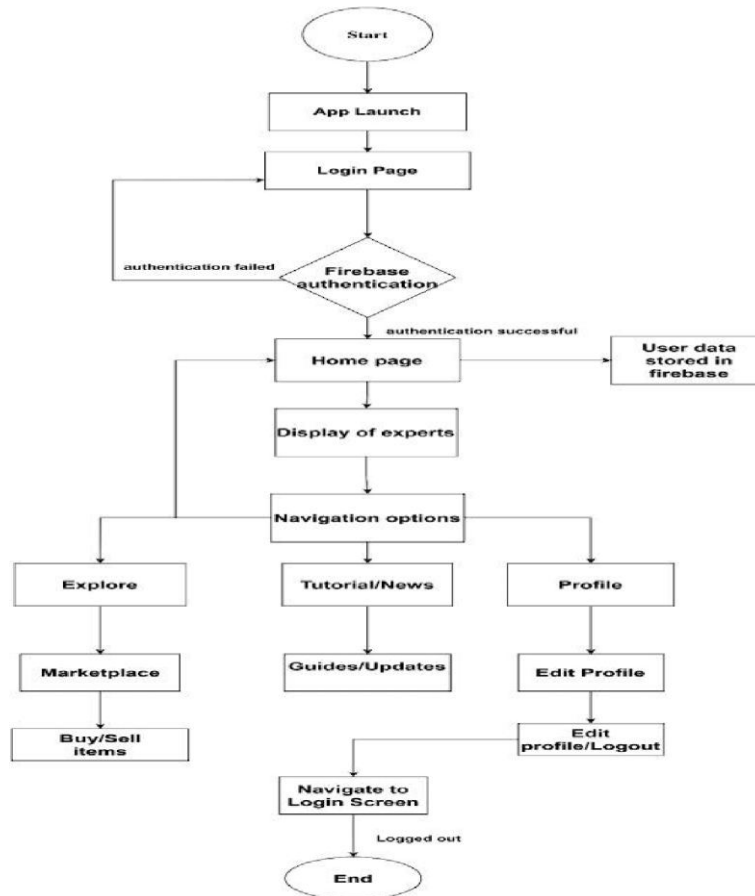 Start
App Launch
Login Page
authentication failed
Firebase
authentication
authentication successful
Home page
User data
stored in
firebase
Display of experts
Navigation options
Explore
Tutorial/News
Profile
Marketplace
Guides/Updates
Edit Profile
Buy/Sell
items
Edit
profile/Logout
Navigate to
Login Screen
Logged out
End